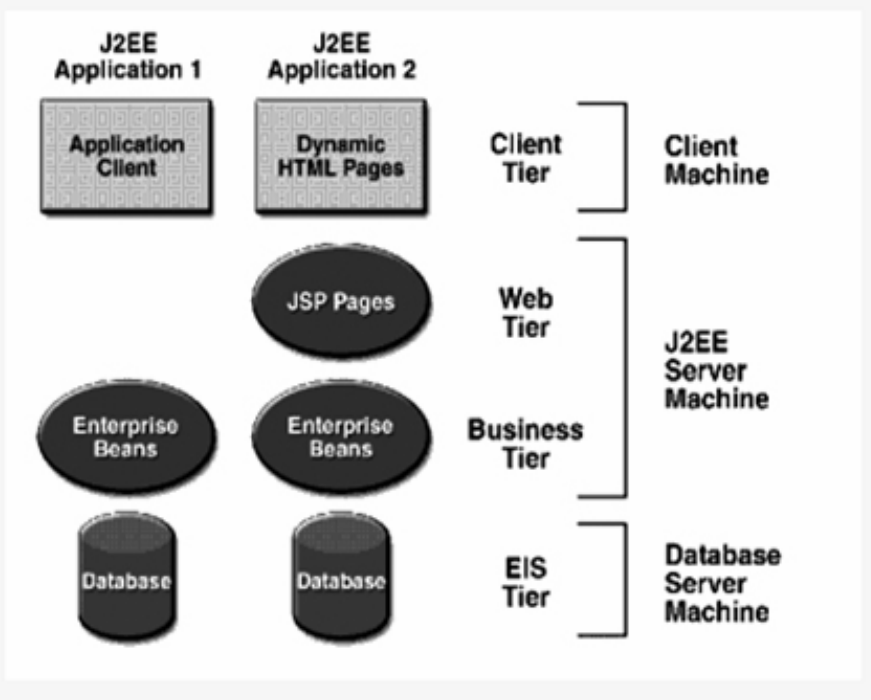 J2EE
Application 1
J2EE
Application 2
Application
Client
Dynamic
HTML Pages
Client
Tier
Client
Machine
JSP Pages
Web
Tier
J2EE
Server
Machine
Enterprise
Beans
Enterprise
Beans
Business
Tier
Database
Database
EIS
Tier
Database
Server
Machine